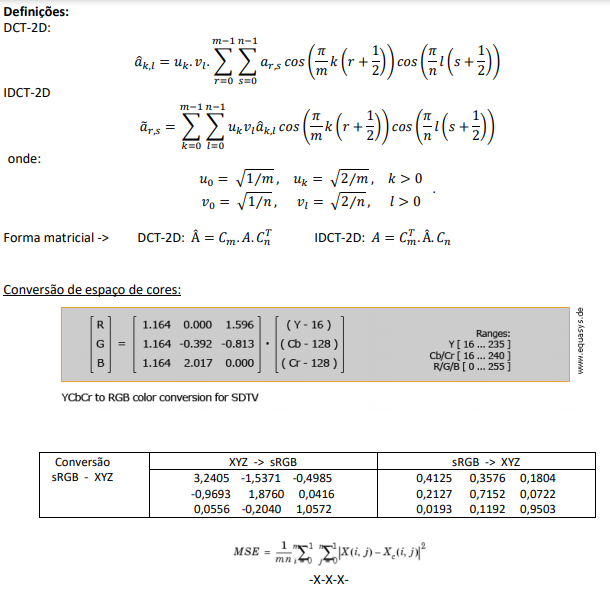 Definições:
DCT-2D:
â_{k,l} = u_k.v_l. ∑_{r=0}^{m-1} ∑_{s=0}^{n-1} a_{r,s} cos(π/m k(r + 1/2)) cos(π/n l(s + 1/2))
IDCT-2D
ã_{r,s} = ∑_{k=0}^{m-1} ∑_{l=0}^{n-1} u_k v_l â_{k,l} cos(π/m k(r + 1/2)) cos(π/n l(s + 1/2))
onde:
u_0 = √1/m, u_k = √2/m, k > 0
v_0 = √1/n, v_l = √2/n, l > 0 .
Forma matricial -> DCT-2D: Â = C_m.A.C_n^T IDCT-2D: A = C_m^T.Â.C_n
Conversão de espaço de cores:
R 1.164 0.000 1.596 ( Y - 16 )
G = 1.164 -0.392 -0.813 · ( Cb - 128 )
B 1.164 2.017 0.000 ( Cr - 128 )
Ranges:
Y [ 16 ... 235 ]
Cb/Cr [ 16 ... 240 ]
R/G/B [ 0 ... 255 ]
www.equasys.de
YCbCr to RGB color conversion for SDTV
Conversão XYZ -> sRGB sRGB -> XYZ
sRGB - XYZ 3,2405 -1,5371 -0,4985 0,4125 0,3576 0,1804
-0,9693 1,8760 0,0416 0,2127 0,7152 0,0722
0,0556 -0,2040 1,0572 0,0193 0,1192 0,9503
MSE = 1/mn ∑_{i=0}^{m-1} ∑_{j=0}^{n-1} |X(i, j) – X_c(i, j)|^2
-X-X-X-